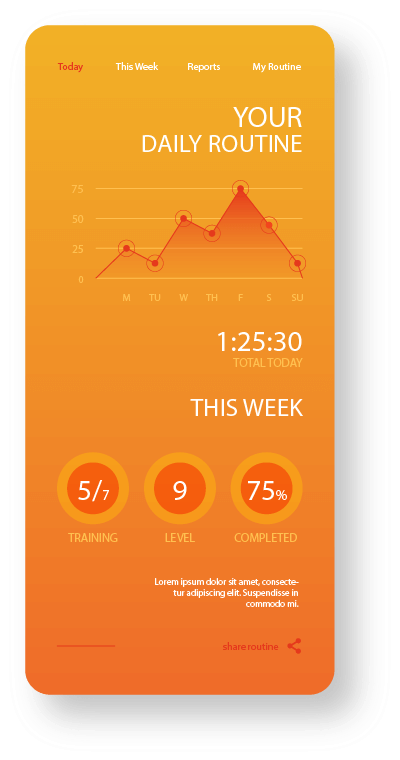 Today This Week Reports My Routine
YOUR
DAILY ROUTINE
75
50
25
0
M TU W TH F S SU
1:25:30
TOTAL TODAY
THIS WEEK
5/7 9 75%
TRAINING LEVEL COMPLETED
Lorem ipsum dolor sit amet, consecte-
tur adipiscing elit. Suspendisse in
commodo mi.
share routine